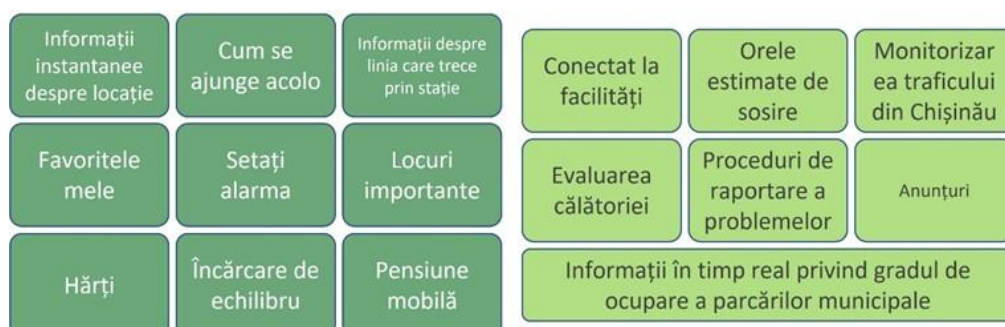 Informații
instantanee
despre locație
Cum se
ajunge acolo
Informații despre
linia care trece
prin stație
Favoritele
mele
Setați
alarma
Locuri
importante
Hărți
Încărcare de
echilibru
Pensiune
mobilă
Conectat la
facilități
Orele
estimate de
sosire
Monitorizar
ea traficului
din Chișinău
Evaluarea
călătoriei
Proceduri de
raportare a
problemelor
Anunțuri
Informații în timp real privind gradul de
ocupare a parcărilor municipale